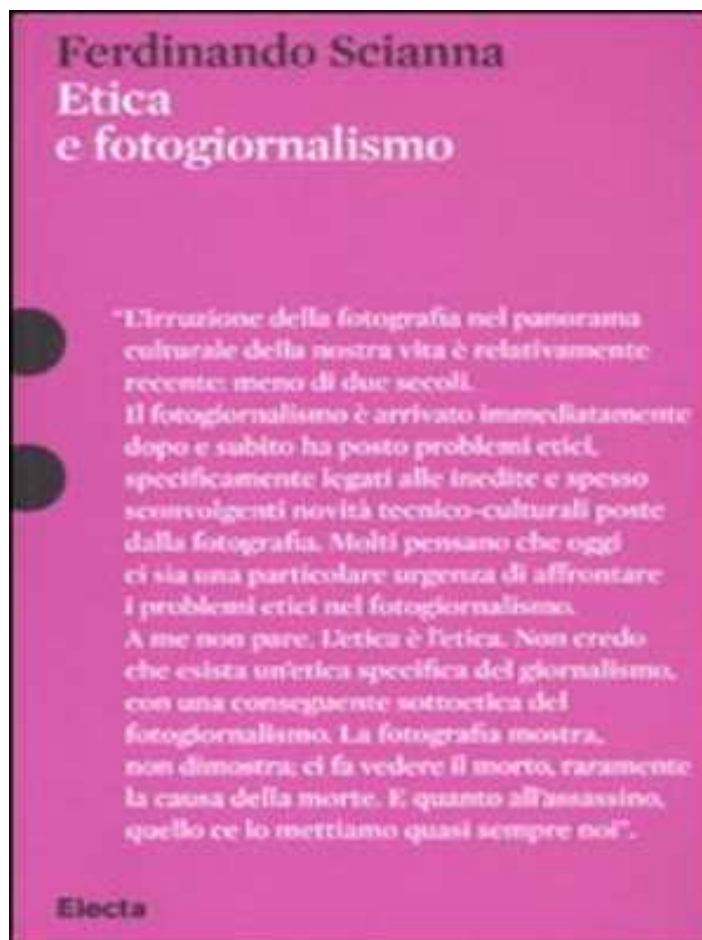 Ferdinando Scianna
Etica
e fotogiornalismo
“L'irruzione della fotografia nel panorama
culturale della nostra vita è relativamente
recente: meno di due secoli.
Il fotogiornalismo è arrivato immediatamente
dopo e subito ha posto problemi etici,
specificamente legati alle inedite e spesso
sconvolgenti novità tecnico-culturali poste
dalla fotografia. Molti pensano che oggi
ci sia una particolare urgenza di affrontare
i problemi etici nel fotogiornalismo.
A me non pare. L'etica è l'etica. Non credo
che esista un'etica specifica del giornalismo,
con una conseguente sottoetica del
fotogiornalismo. La fotografia mostra,
non dimostra; ci fa vedere il morto, raramente
la causa della morte. E quanto all'assassino,
quello ce lo mettiamo quasi sempre noi”.
Electa